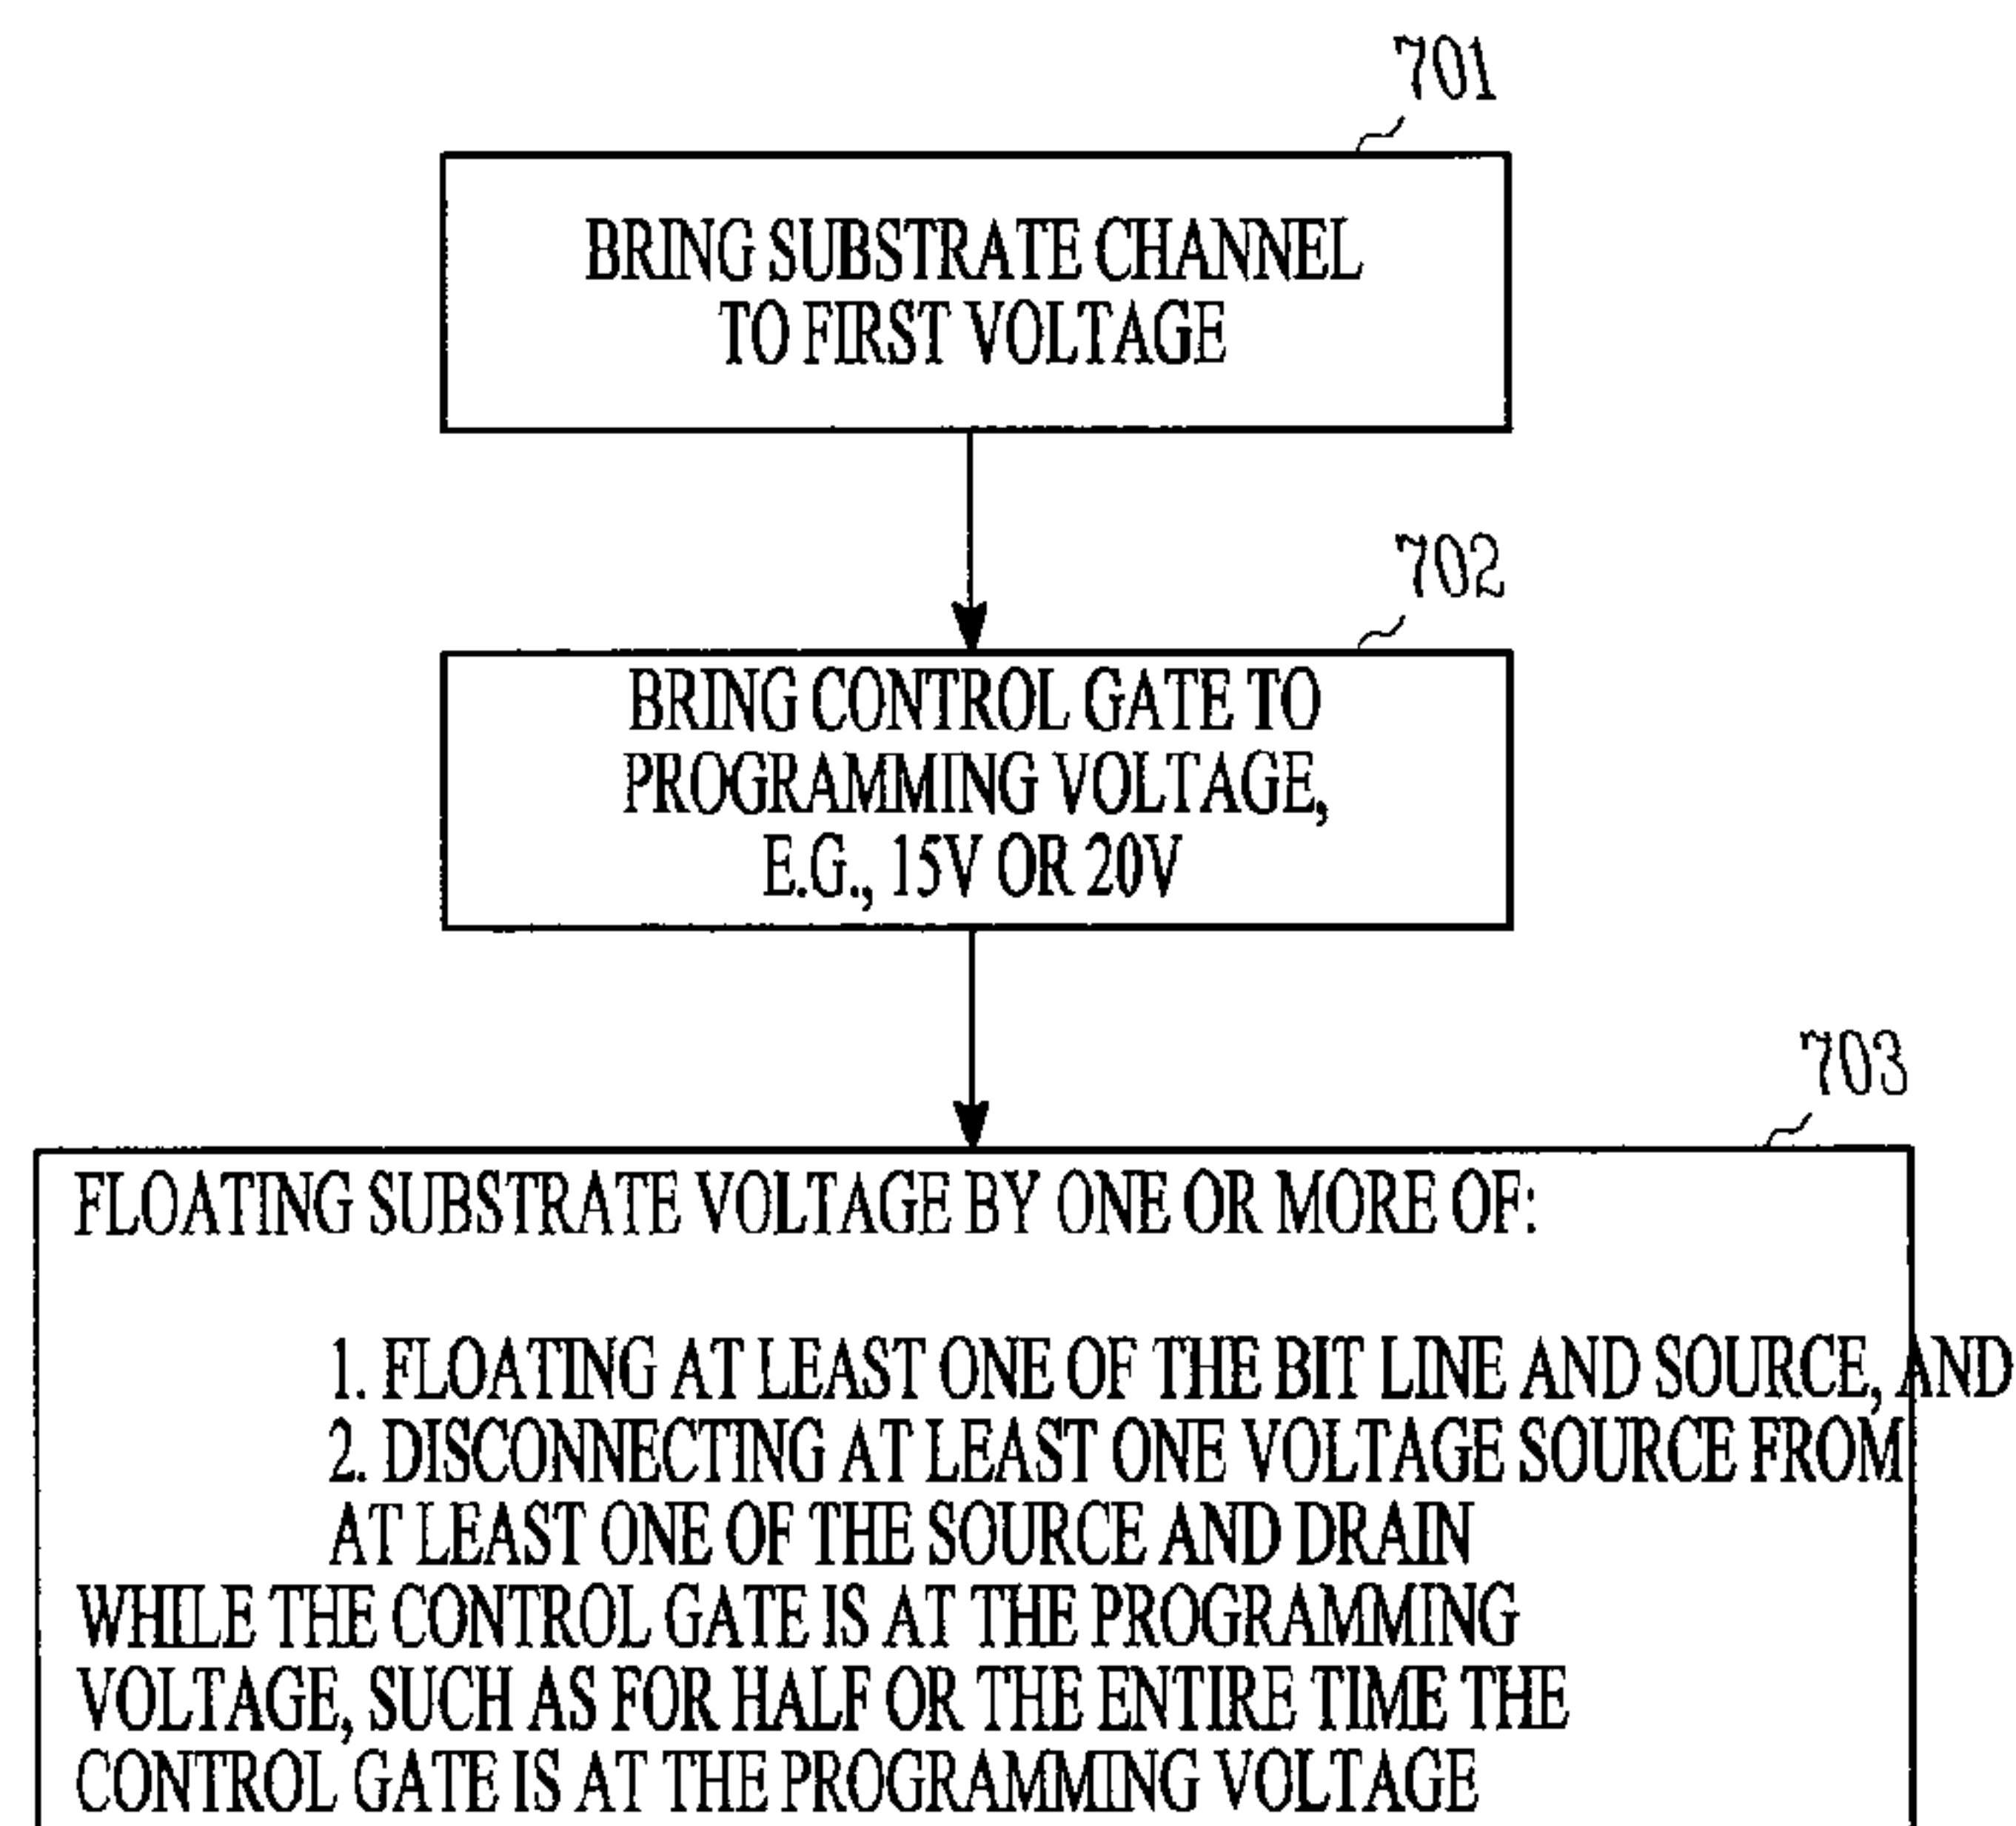 701
BRING SUBSTRATE CHANNEL
TO FIRST VOLTAGE
702
BRING CONTROL GATE TO
PROGRAMMING VOLTAGE,
E.G., 15V OR 20V
703
FLOATING SUBSTRATE VOLTAGE BY ONE OR MORE OF:
1. FLOATING AT LEAST ONE OF THE BIT LINE AND SOURCE, AND
2. DISCONNECTING AT LEAST ONE VOLTAGE SOURCE FROM
AT LEAST ONE OF THE SOURCE AND DRAIN
WHILE THE CONTROL GATE IS AT THE PROGRAMMING
VOLTAGE, SUCH AS FOR HALF OR THE ENTIRE TIME THE
CONTROL GATE IS AT THE PROGRAMMING VOLTAGE